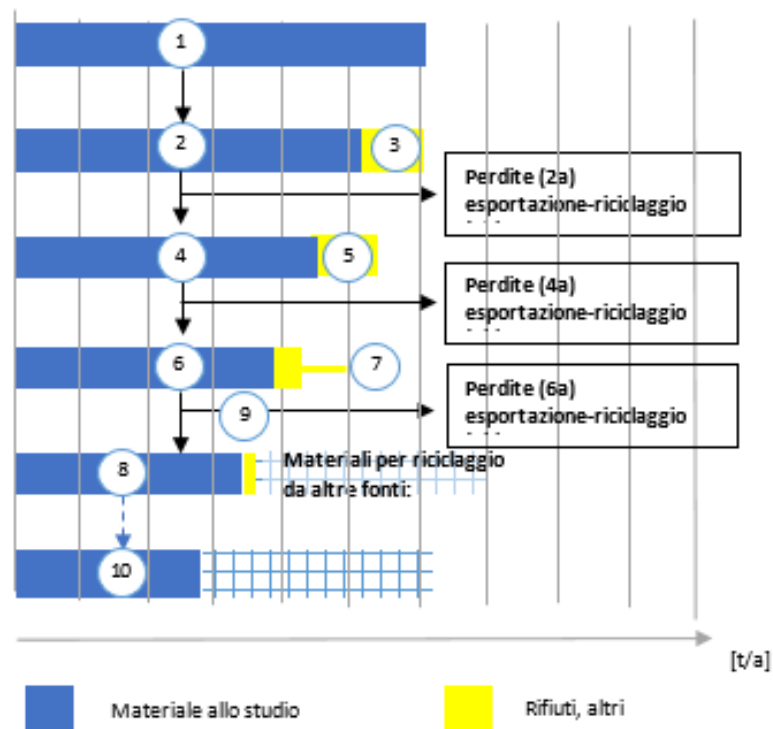 1
2
3
Perdite (2a)
esportazione-riciclaggio
4
5
Perdite (4a)
esportazione-riciclaggio
6
7
Perdite (6a)
esportazione-riciclaggio
9
8
Materiali per riciclaggio
da altre fonti:
10
[t/a]
Materiale allo studio
Rifiuti, altri